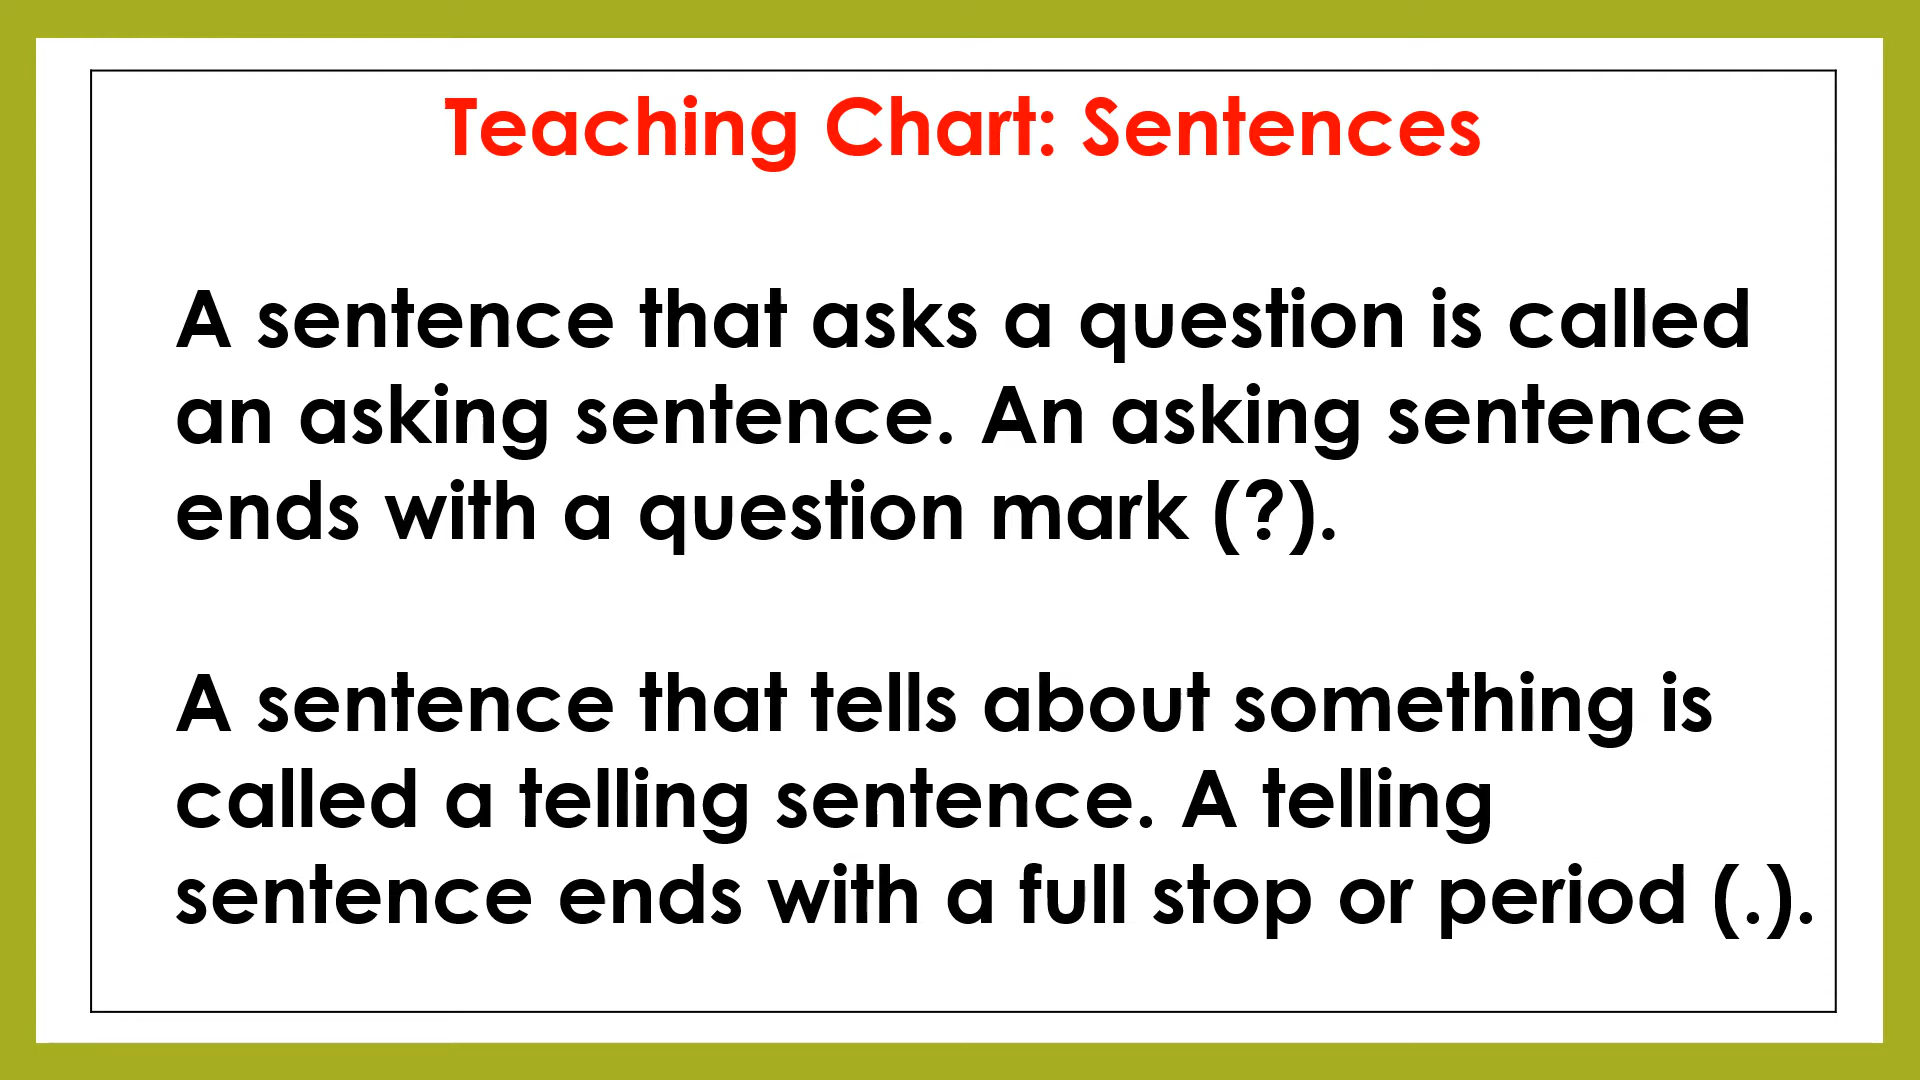 Teaching Chart: Sentences
A sentence that asks a question is called
an asking sentence. An asking sentence
ends with a question mark (?).
A sentence that tells about something is
called a telling sentence. A telling
sentence ends with a full stop or period (.).